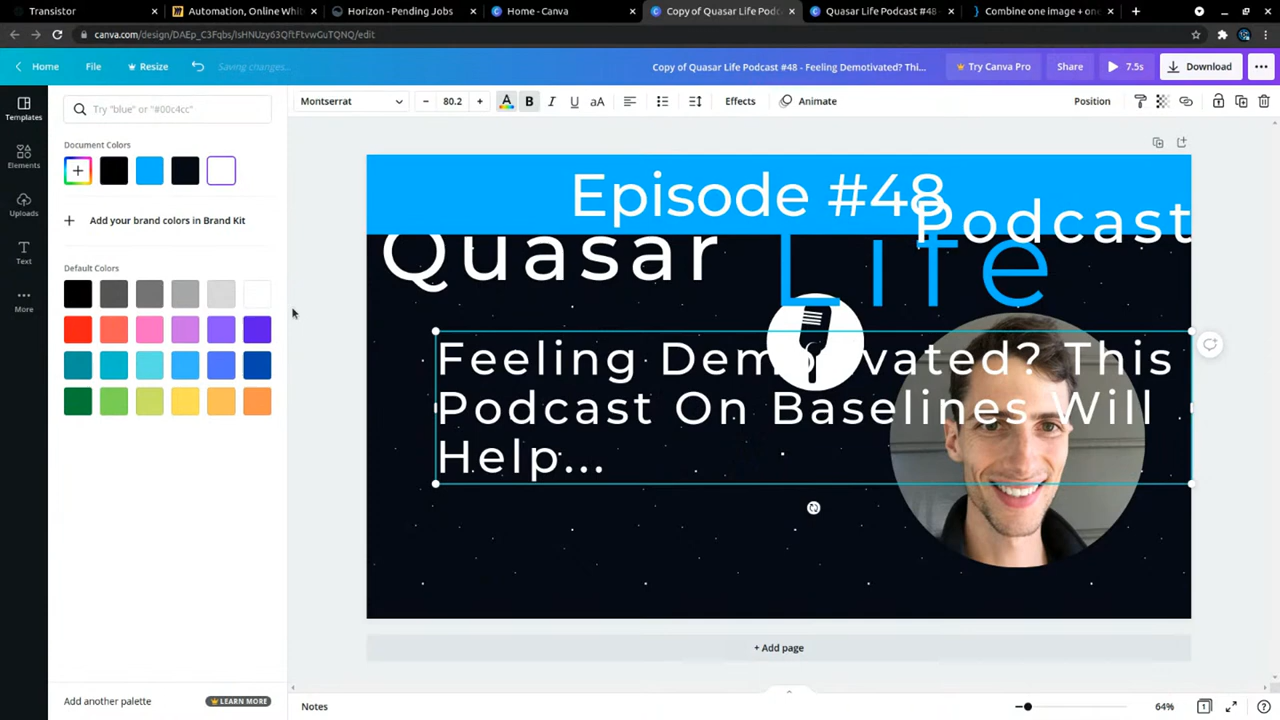 Transistor
Automation, Online Whit
Horizon - Pending Jobs
Home - Canva
Copy of Quasar Life Podc
Quasar Life Podcast #48 -
Combine one image + one
canva.com/design/DAEp_C3Fqbs/IsHNUzy63QftFtvwGuTQNQ/edit
Home
File
Resize
Saving changes...
Copy of Quasar Life Podcast #48 - Feeling Demotivated? Thi...
Try Canva Pro
Share
7.5s
Download
Templates
Elements
Uploads
Text
More
Try "blue" or "#00c4cc"
Document Colors
Add your brand colors in Brand Kit
Default Colors
Add another palette
LEARN MORE
Montserrat
80.2
A
B
I
U
aA
Effects
Animate
Position
Episode #48
Podcast
Quasar Life
Feeling Demotivated? This
Podcast On Baselines Will
Help...
+ Add page
Notes
64%
1